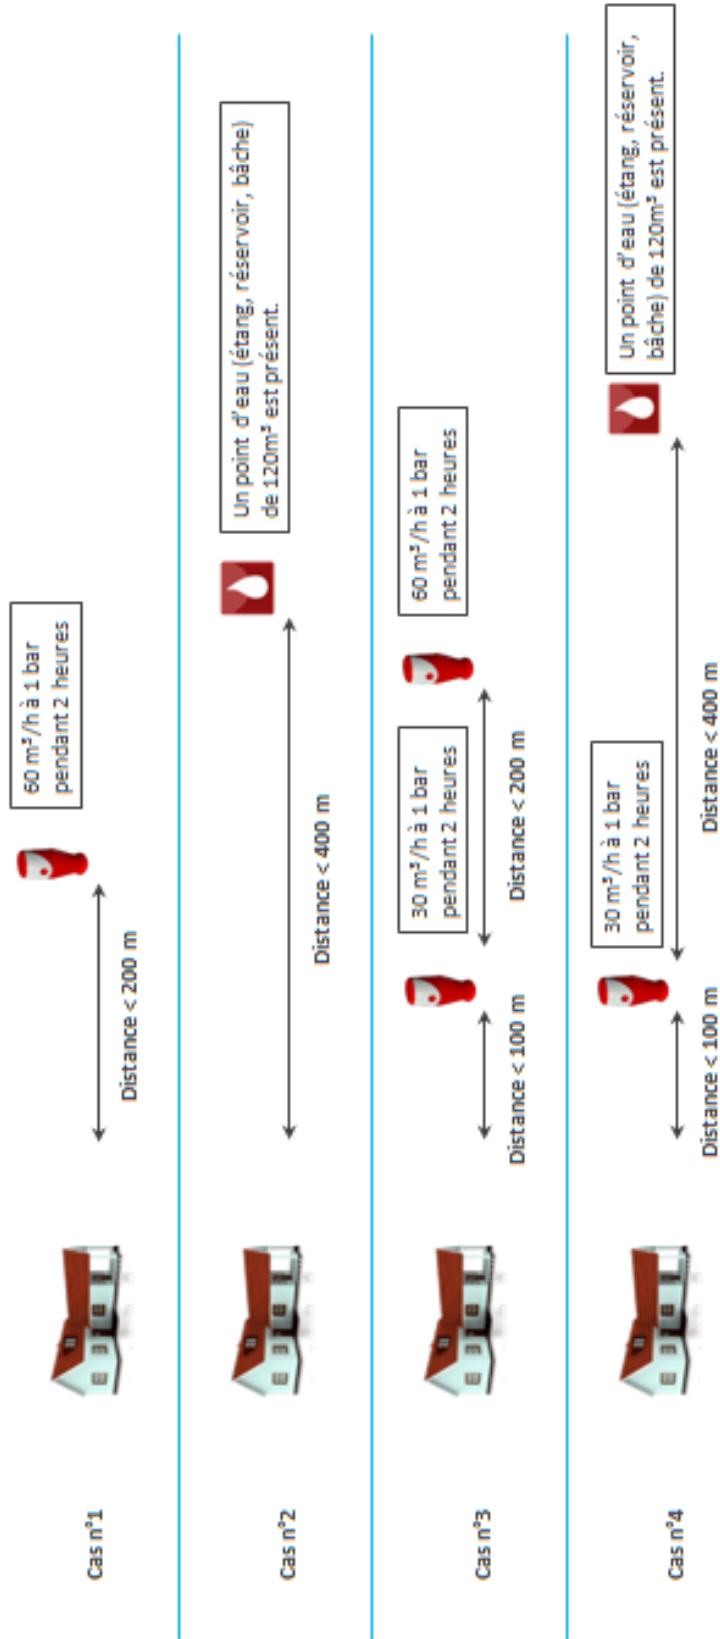 Cas n°1
Distance < 200 m
60 m³/h à 1 bar
pendant 2 heures
Cas n°2
Distance < 400 m
Un point d'eau (étang, réservoir, bâche)
de 120m³ est présent.
Cas n°3
Distance < 100 m
30 m³/h à 1 bar
pendant 2 heures
Distance < 200 m
60 m³/h à 1 bar
pendant 2 heures
Cas n°4
Distance < 100 m
30 m³/h à 1 bar
pendant 2 heures
Distance < 400 m
Un point d'eau (étang, réservoir,
bâche) de 120m³ est présent.